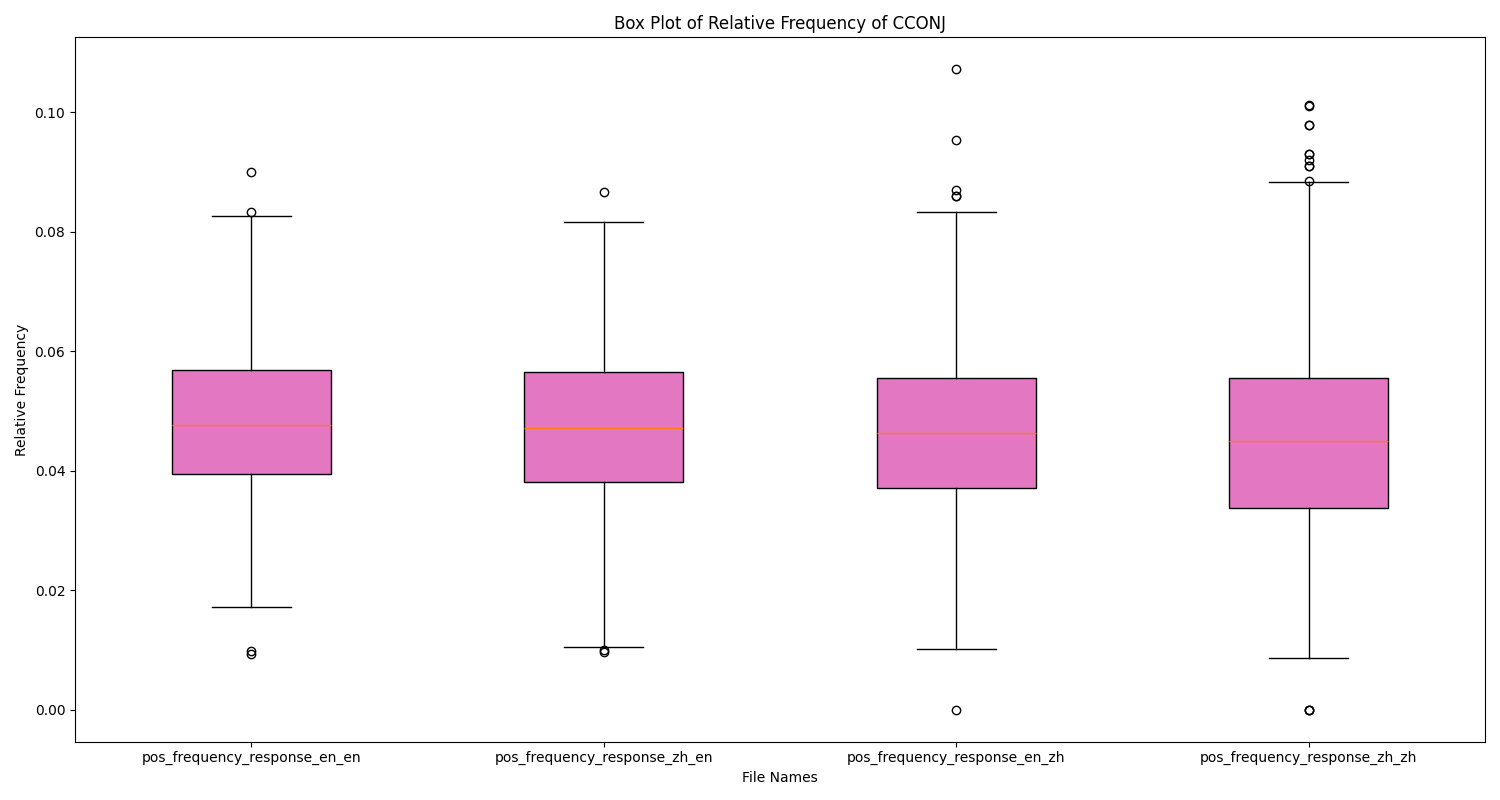 Box Plot of Relative Frequency of CCONJ
Relative Frequency
0.10
0.08
0.06
0.04
0.02
0.00
pos_frequency_response_en_en
pos_frequency_response_zh_en
pos_frequency_response_en_zh
pos_frequency_response_zh_zh
File Names